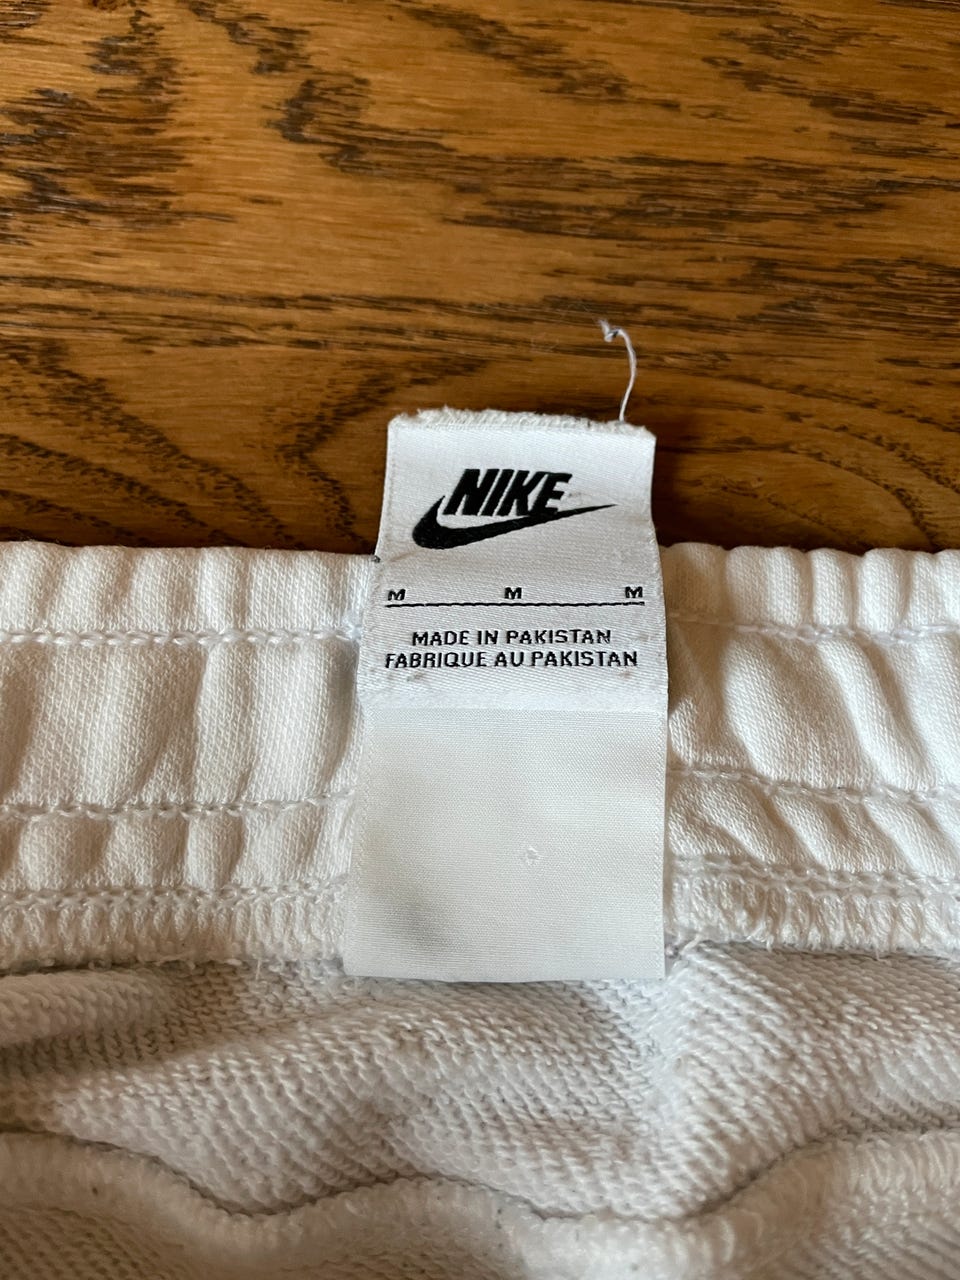 NIKE
M M M
MADE IN PAKISTAN
FABRIQUE AU PAKISTAN